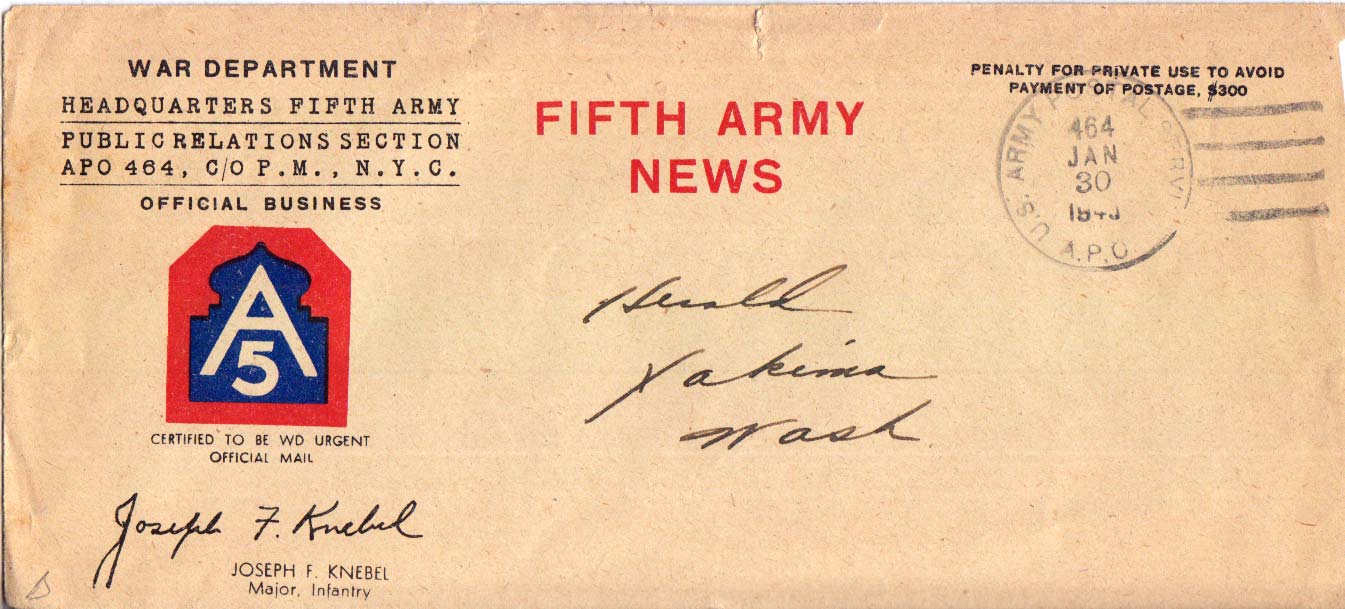 WAR DEPARTMENT
HEADQUARTERS FIFTH ARMY
PUBLIC RELATIONS SECTION
APO 464, C/O P.M., N.Y.C.
OFFICIAL BUSINESS
A
5
CERTIFIED TO BE WD URGENT
OFFICIAL MAIL
Joseph F. Knebel
JOSEPH F. KNEBEL
Major, Infantry
FIFTH ARMY
NEWS
PENALTY FOR PRIVATE USE TO AVOID
PAYMENT OF POSTAGE, $300
U.S. ARMY POSTAL
464
JAN
30
A.P.O.
Herald
Yakima
Wash